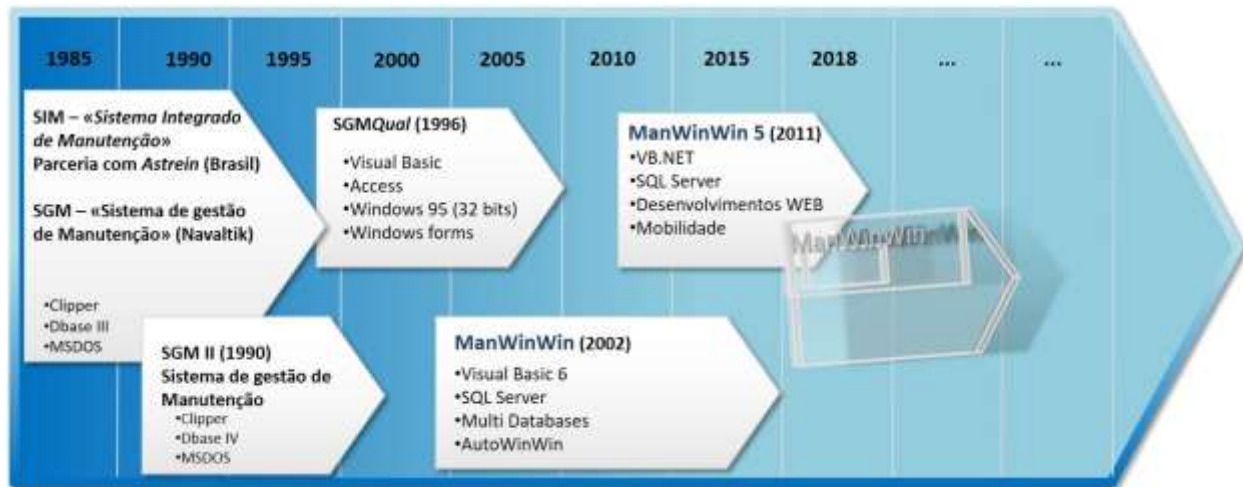 1985 1990 1995 2000 2005 2010 2015 2018 ... ...
SIM – «Sistema Integrado
de Manutenção»
Parceria com Astrein (Brasil)
SGM – «Sistema de gestão
de Manutenção» (Navaltik)
•Clipper
•Dbase III
•MSDOS
SGM II (1990)
Sistema de gestão de
Manutenção
•Clipper
•Dbase IV
•MSDOS
SGMQual (1996)
•Visual Basic
•Access
•Windows 95 (32 bits)
•Windows forms
ManWinWin (2002)
•Visual Basic 6
•SQL Server
•Multi Databases
•AutoWinWin
ManWinWin 5 (2011)
•VB.NET
•SQL Server
•Desenvolvimentos WEB
•Mobilidade